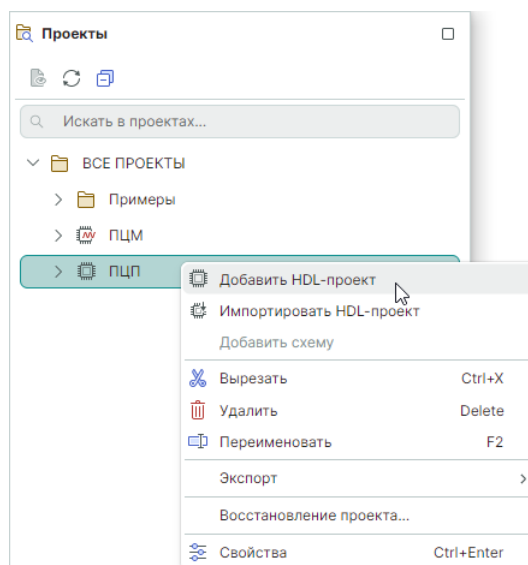 Проекты
Искать в проектах...
ВСЕ ПРОЕКТЫ
Примеры
ПЦМ
ПЦП
Добавить HDL-проект
Импортировать HDL-проект
Добавить схему
Вырезать Ctrl+X
Удалить Delete
Переименовать F2
Экспорт
Восстановление проекта...
Свойства Ctrl+Enter